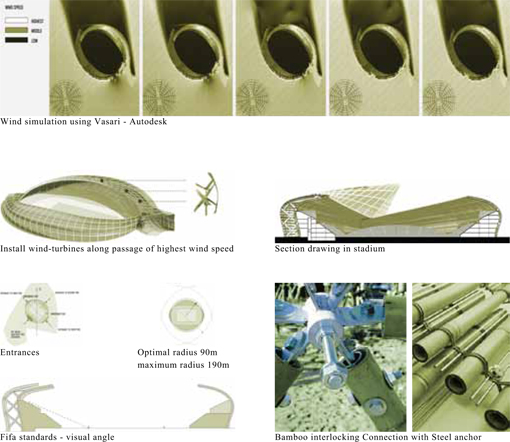 WIND SPEED
HIGHEST
MIDDLE
LOW
Wind simulation using Vasari - Autodesk
Install wind-turbines along passage of highest wind speed
Section drawing in stadium
Entrances
Optimal radius 90m
maximum radius 190m
Fifa standards - visual angle
Bamboo interlocking Connection with Steel anchor